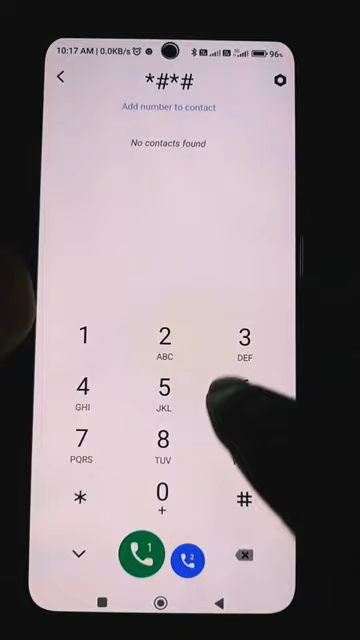 10:17 AM | 0.0KB/s
96%
*#*#
Add number to contact
No contacts found
1
2
ABC
3
DEF
4
GHI
5
JKL
7
PQRS
8
TUV
*
0
+
#
1
2